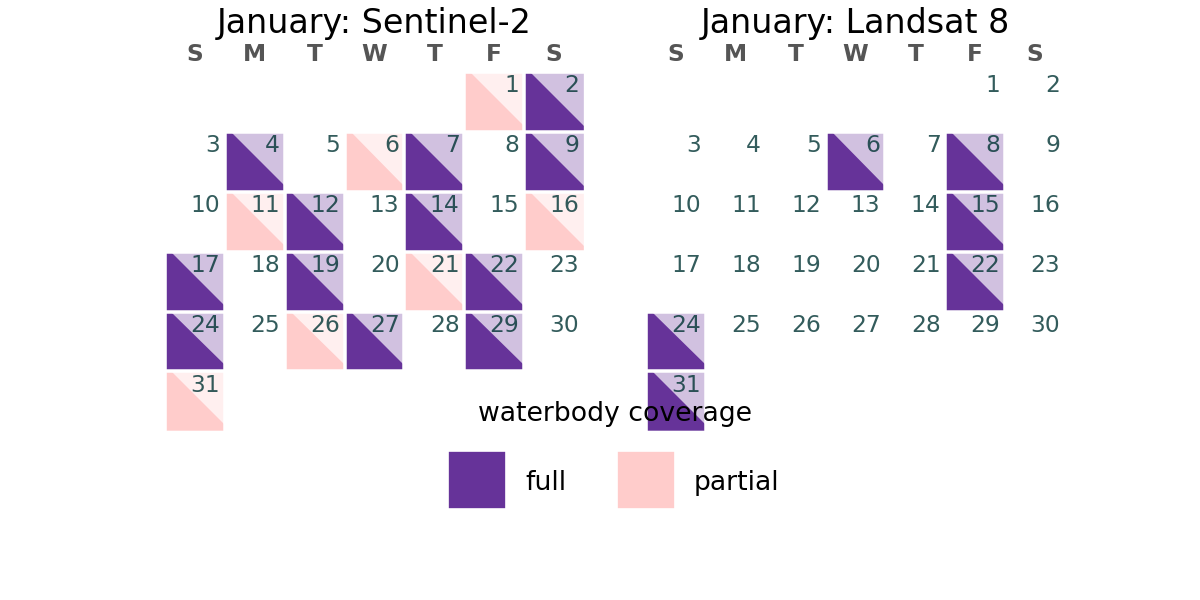 January: Sentinel-2
S M T W T F S
1 2
3 4 5 6 7 8 9
10 11 12 13 14 15 16
17 18 19 20 21 22 23
24 25 26 27 28 29 30
31
January: Landsat 8
S M T W T F S
1 2
3 4 5 6 7 8 9
10 11 12 13 14 15 16
17 18 19 20 21 22 23
24 25 26 27 28 29 30
31
waterbody coverage
full partial